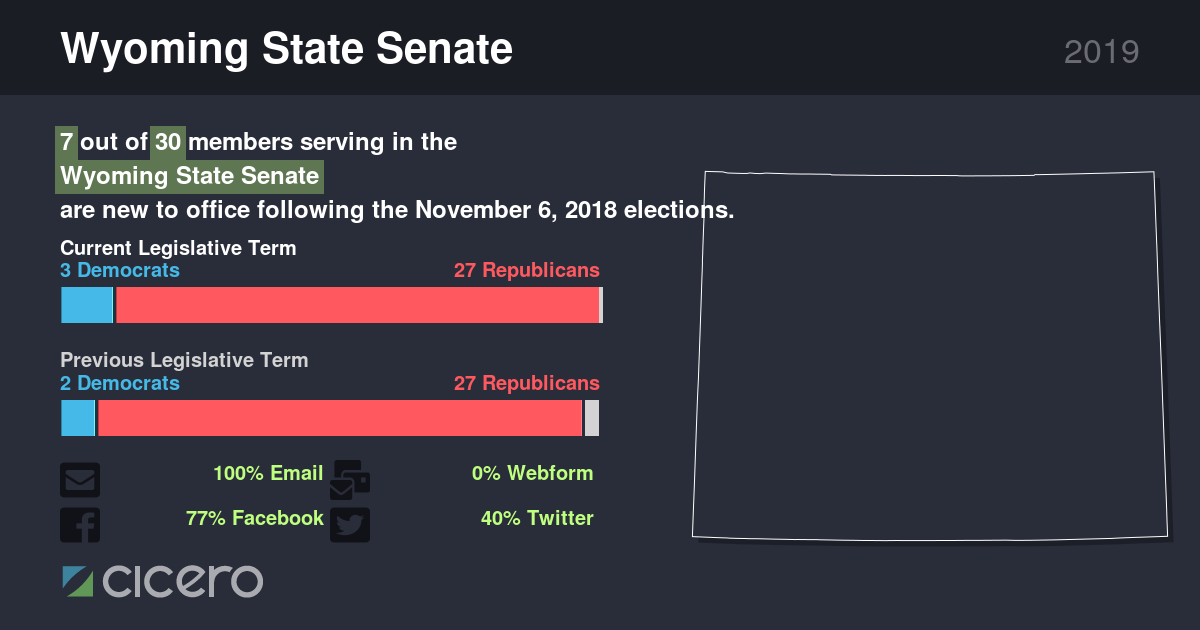 Wyoming State Senate
2019
7 out of 30 members serving in the
Wyoming State Senate
are new to office following the November 6, 2018 elections.
Current Legislative Term
3 Democrats 27 Republicans
Previous Legislative Term
2 Democrats 27 Republicans
100% Email 0% Webform
77% Facebook 40% Twitter
cicero